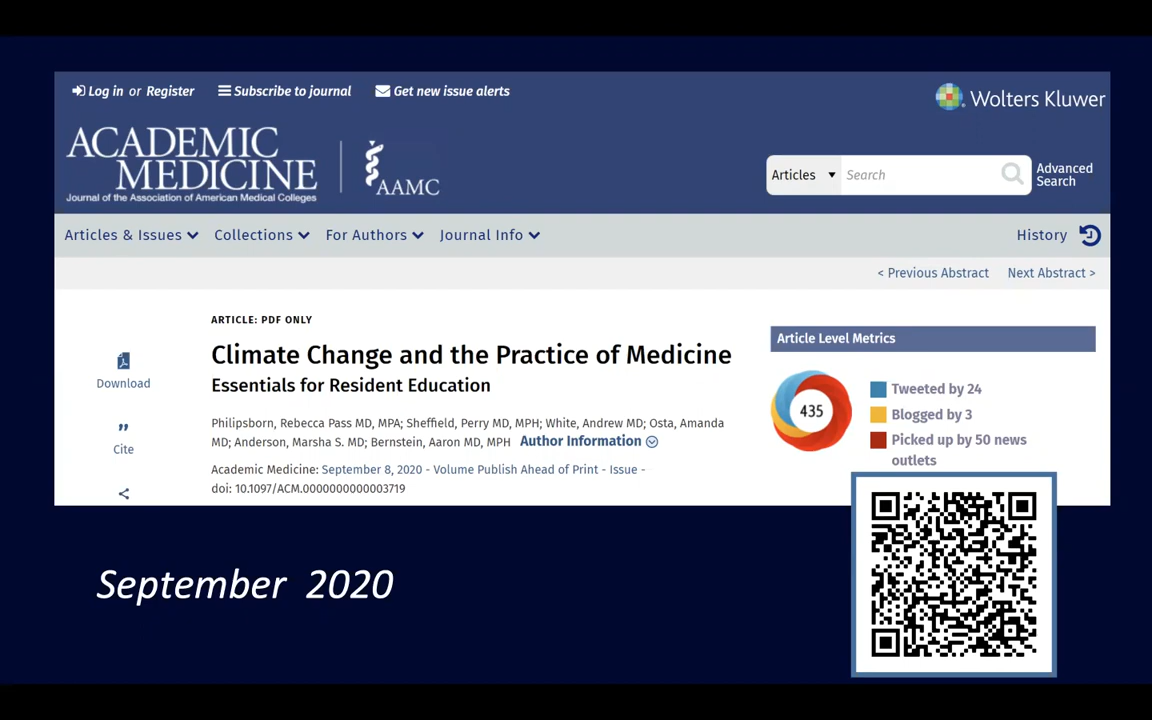 Log in or Register Subscribe to journal Get new issue alerts
Wolters Kluwer
ACADEMIC
MEDICINE
Journal of the Association of American Medical Colleges
AAMC
Articles Search
Advanced
Search
Articles & Issues Collections For Authors Journal Info History
< Previous Abstract Next Abstract >
ARTICLE: PDF ONLY
Climate Change and the Practice of Medicine
Essentials for Resident Education
Philipsborn, Rebecca Pass MD, MPA; Sheffield, Perry MD, MPH; White, Andrew MD; Osta, Amanda
MD; Anderson, Marsha S. MD; Bernstein, Aaron MD, MPH Author Information
Academic Medicine: September 8, 2020 - Volume Publish Ahead of Print - Issue -
doi: 10.1097/ACM.0000000000003719
Download
Cite
Article Level Metrics
435
Tweeted by 24
Blogged by 3
Picked up by 50 news
outlets
September 2020